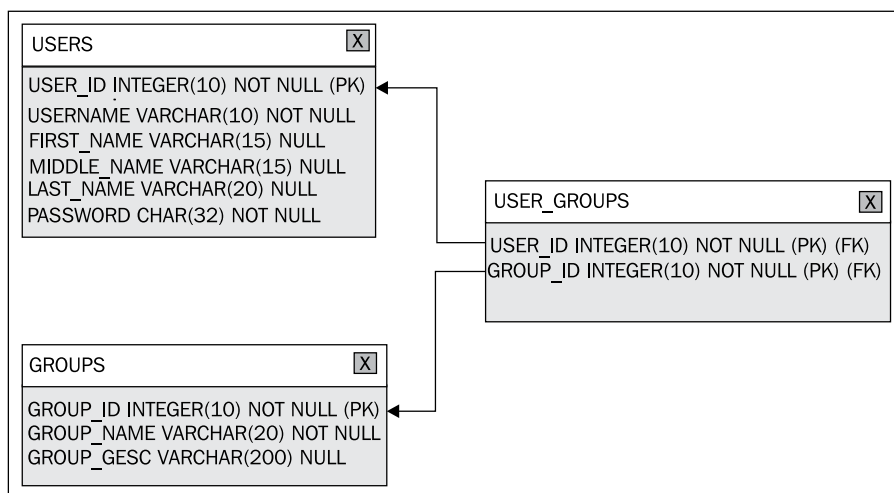 USERS X
USER_ID INTEGER(10) NOT NULL (PK)
USERNAME VARCHAR(10) NOT NULL
FIRST_NAME VARCHAR(15) NULL
MIDDLE_NAME VARCHAR(15) NULL
LAST_NAME VARCHAR(20) NULL
PASSWORD CHAR(32) NOT NULL
USER_GROUPS X
USER_ID INTEGER(10) NOT NULL (PK) (FK)
GROUP_ID INTEGER(10) NOT NULL (PK) (FK)
GROUPS X
GROUP_ID INTEGER(10) NOT NULL (PK)
GROUP_NAME VARCHAR(20) NOT NULL
GROUP_GESC VARCHAR(200) NULL